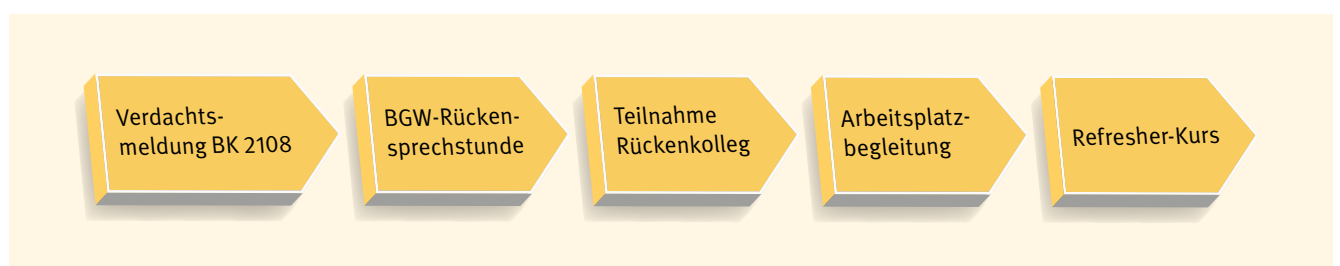 Verdachts-
meldung BK 2108
BGW-Rücken-
sprechstunde
Teilnahme
Rückenkolleg
Arbeitsplatz-
begleitung
Refresher-Kurs